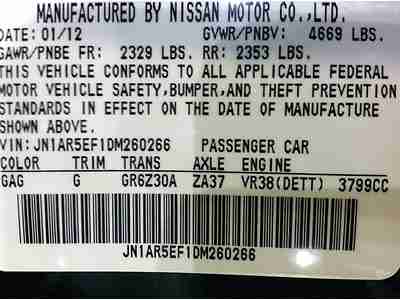 MANUFACTURED BY NISSAN MOTOR CO.,LTD.
DATE: 01/12 GVWR/PNBV: 4669 LBS.
GAWR/PNBE FR: 2329 LBS. RR: 2353 LBS.
THIS VEHICLE CONFORMS TO ALL APPLICABLE FEDERAL
MOTOR VEHICLE SAFETY,BUMPER,AND THEFT PREVENTION
STANDARDS IN EFFECT ON THE DATE OF MANUFACTURE
SHOWN ABOVE.
VIN: JN1AR5EF1DM260266 PASSENGER CAR
COLOR TRIM TRANS AXLE ENGINE
GAG G GR6Z30A ZA37 VR38(DETT) 3799CC
JN1AR5EF1DM260266